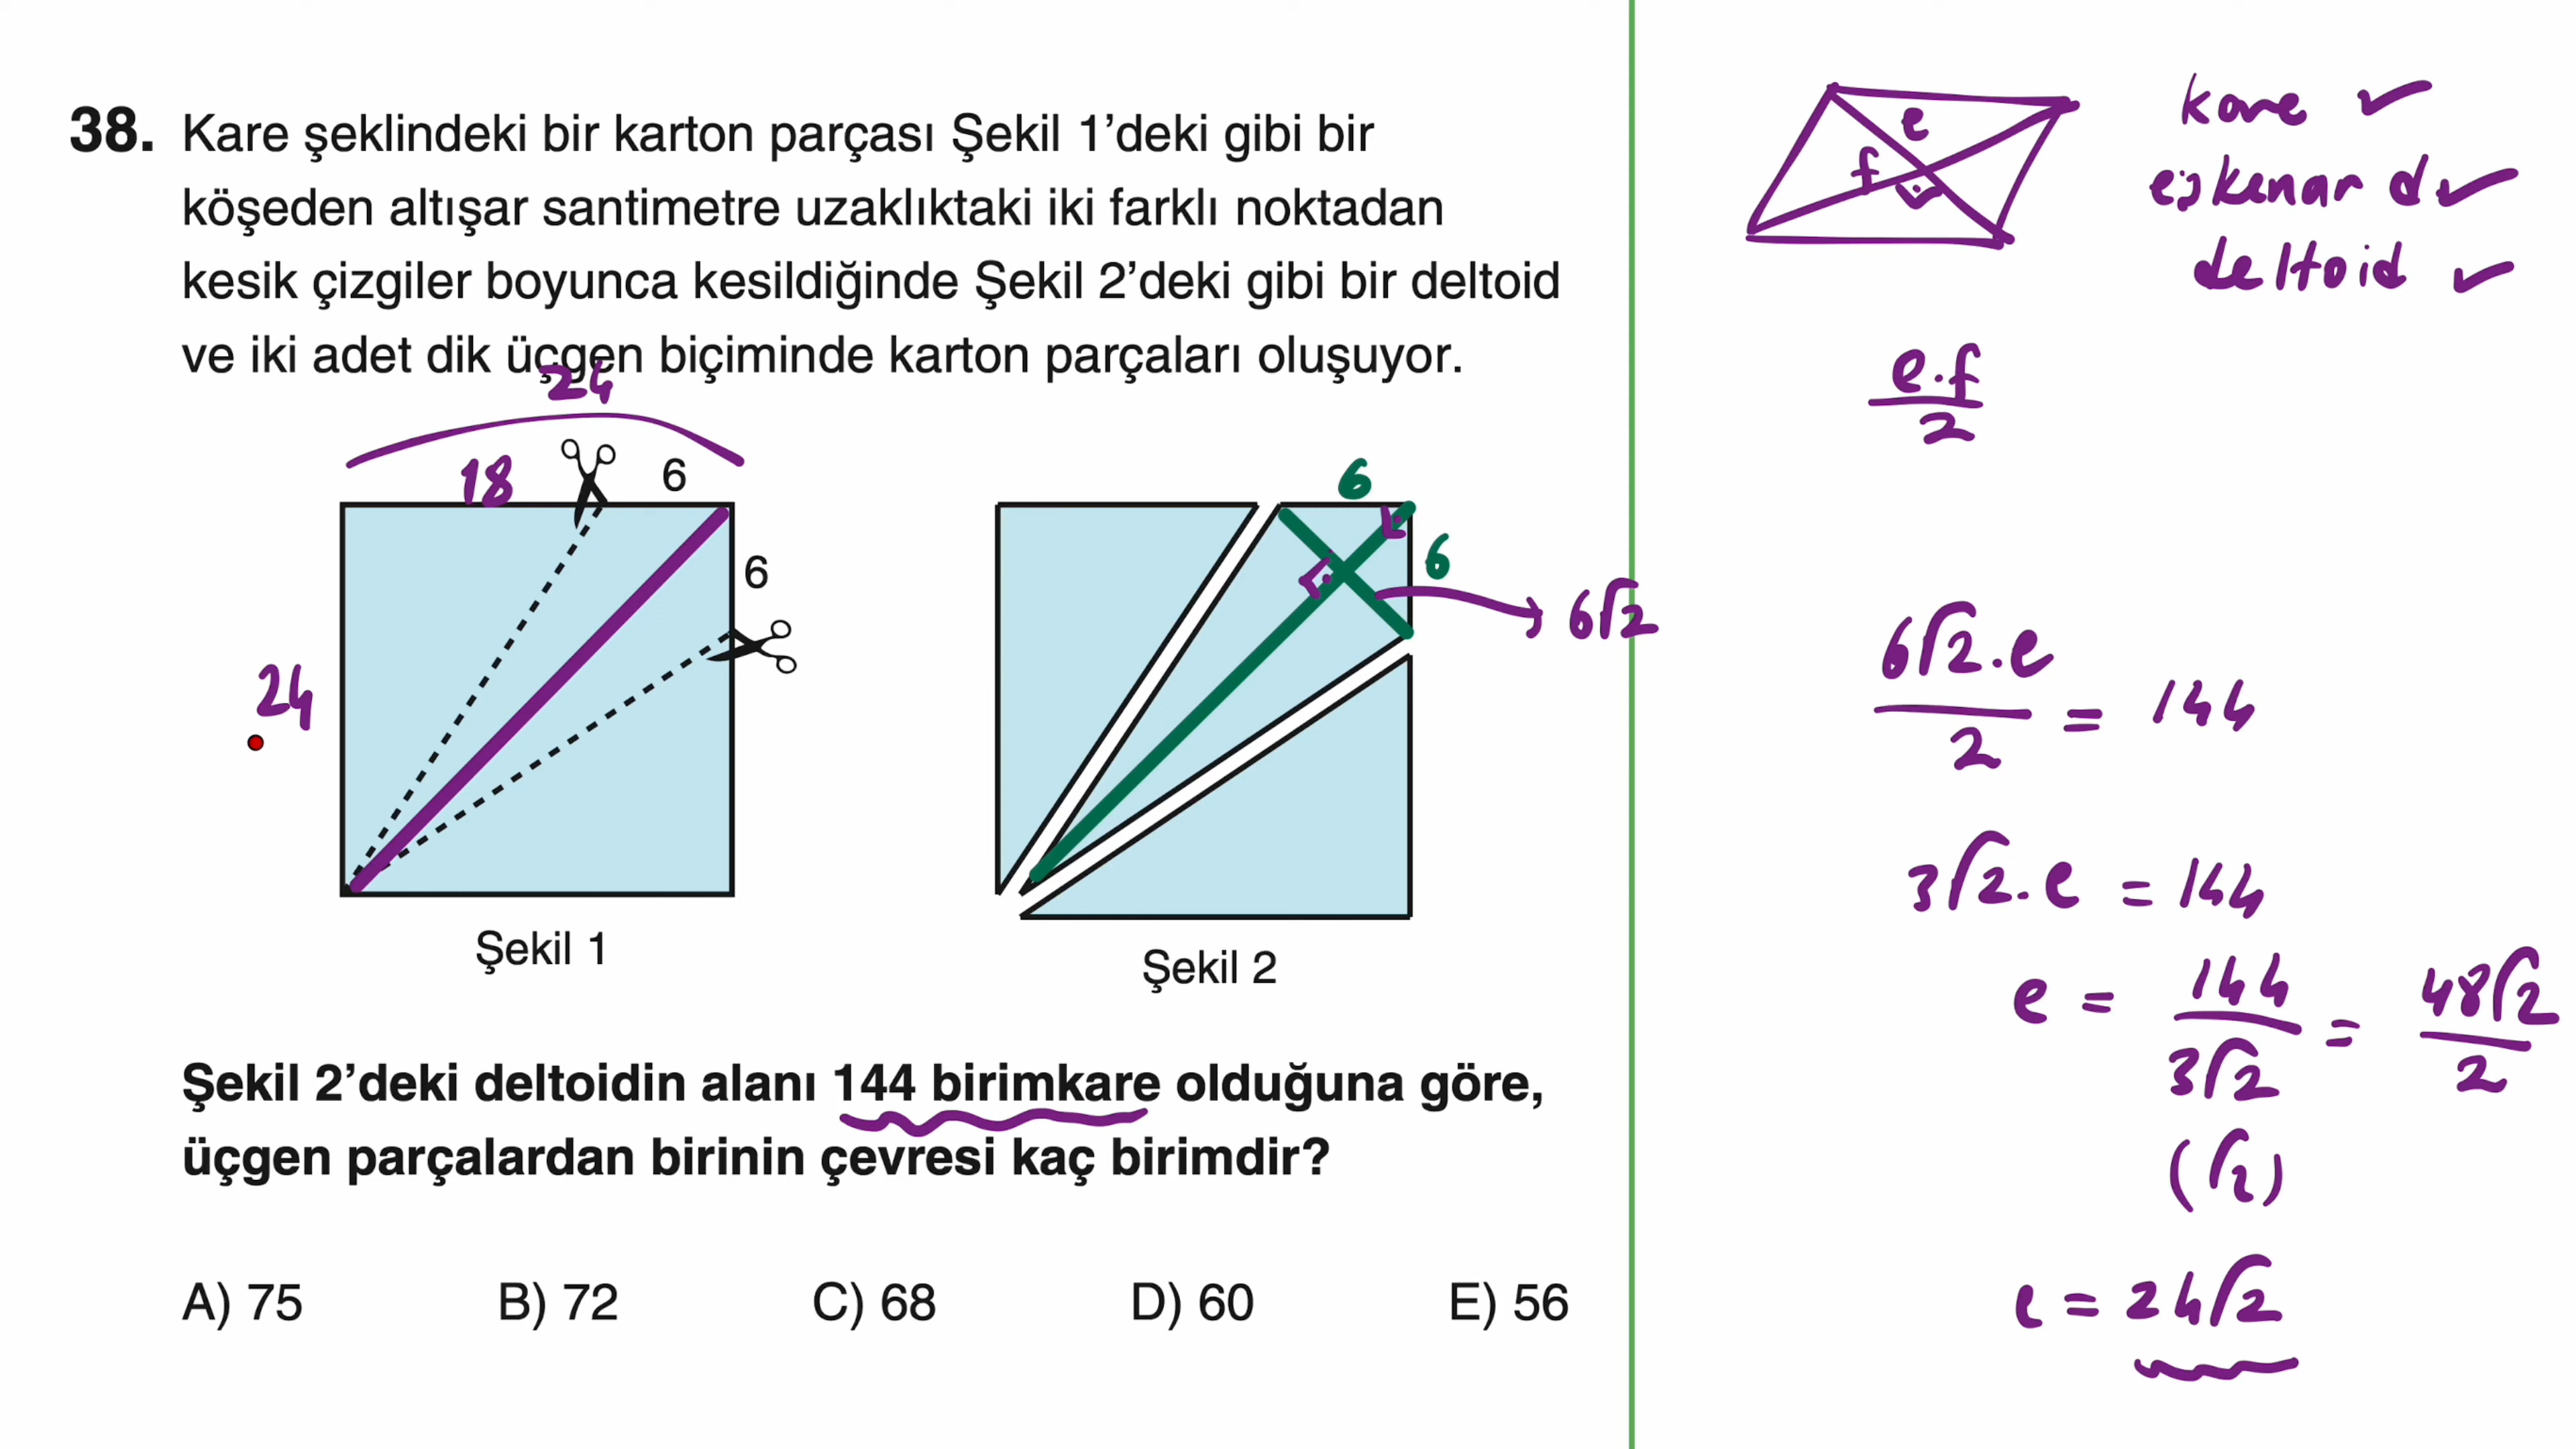 38. Kare şeklindeki bir karton parçası Şekil 1’deki gibi bir
köşeden altışar santimetre uzaklıktaki iki farklı noktadan
kesik çizgiler boyunca kesildiğinde Şekil 2’deki gibi bir deltoid
ve iki adet dik üçgen biçiminde karton parçaları oluşuyor.
24
18
6
6
24
Şekil 1
6
6
6√2
Şekil 2
Şekil 2’deki deltoidin alanı 144 birimkare olduğuna göre,
üçgen parçalardan birinin çevresi kaç birimdir?
A) 75 B) 72 C) 68 D) 60 E) 56
e
f
kare ✓
eşkenar d ✓
deltoid ✓
e.f
2
6√2.e
2
= 144
3√2.e = 144
e = 144/3√2 = 48√2/2
(√2)
e = 24√2